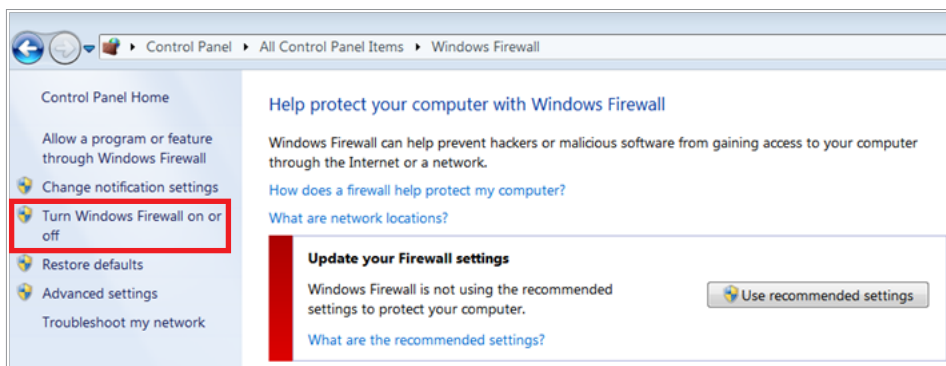 Control Panel ▸ All Control Panel Items ▸ Windows Firewall
Control Panel Home
Allow a program or feature
through Windows Firewall
Change notification settings
Turn Windows Firewall on or
off
Restore defaults
Advanced settings
Troubleshoot my network
Help protect your computer with Windows Firewall
Windows Firewall can help prevent hackers or malicious software from gaining access to your computer
through the Internet or a network.
How does a firewall help protect my computer?
What are network locations?
Update your Firewall settings
Windows Firewall is not using the recommended
settings to protect your computer.
Use recommended settings
What are the recommended settings?